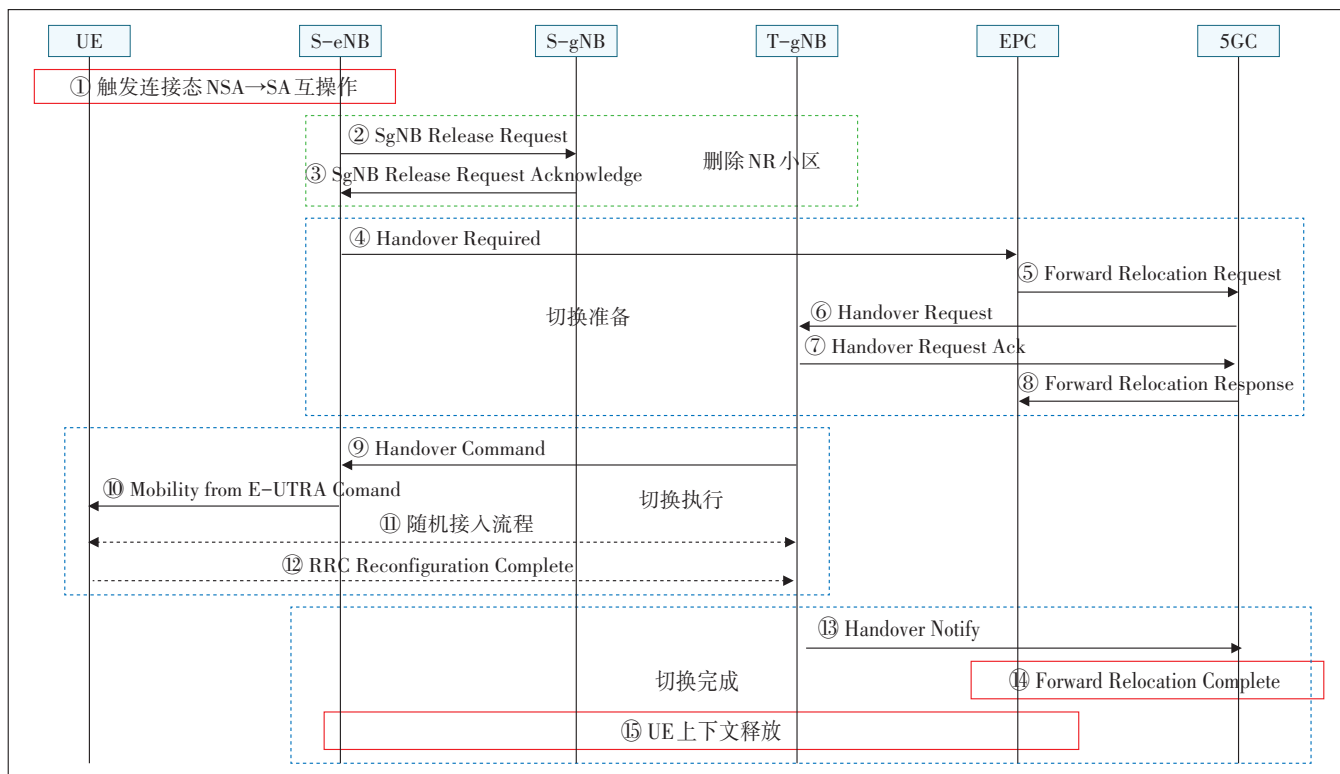 UE S-eNB S-gNB T-gNB EPC 5GC
① 触发连接态NSA→SA互操作
② SgNB Release Request
删除NR小区
③ SgNB Release Request Acknowledge
④ Handover Required
⑤ Forward Relocation Request
切换准备
⑥ Handover Request
⑦ Handover Request Ack
⑧ Forward Relocation Response
⑨ Handover Command
⑩ Mobility from E-UTRA Comand
切换执行
⑪ 随机接入流程
⑫ RRC Reconfiguration Complete
⑬ Handover Notify
切换完成
⑭ Forward Relocation Complete
⑮ UE上下文释放